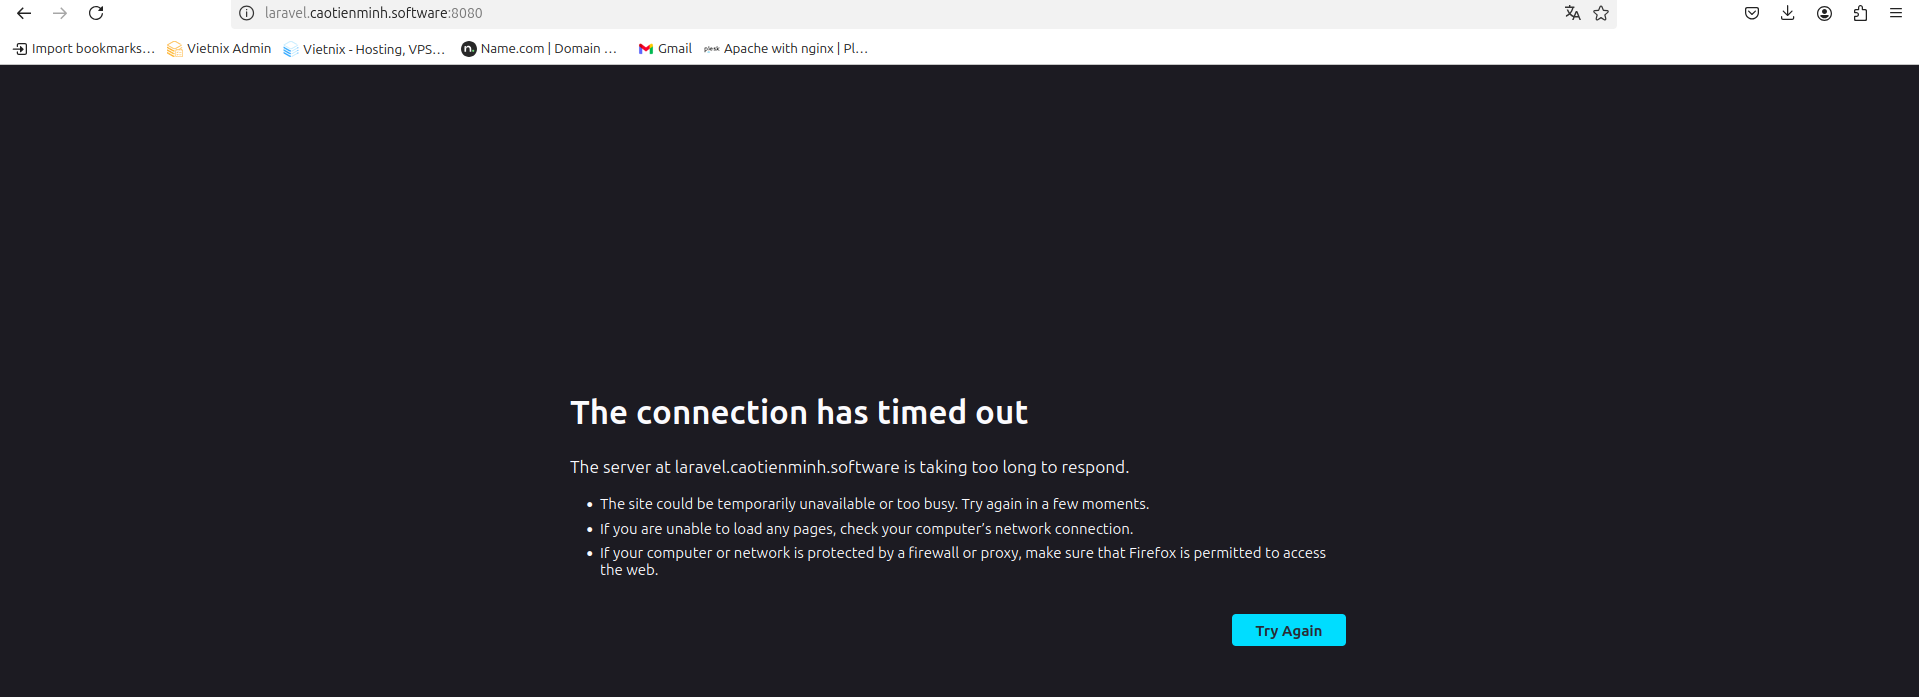 laravel.caotienminh.software:8080
Import bookmarks... Vietnix Admin Vietnix - Hosting, VPS... n. Name.com | Domain ... Gmail plesk Apache with nginx | Pl...
The connection has timed out
The server at laravel.caotienminh.software is taking too long to respond.
• The site could be temporarily unavailable or too busy. Try again in a few moments.
• If you are unable to load any pages, check your computer’s network connection.
• If your computer or network is protected by a firewall or proxy, make sure that Firefox is permitted to access
the web.
Try Again